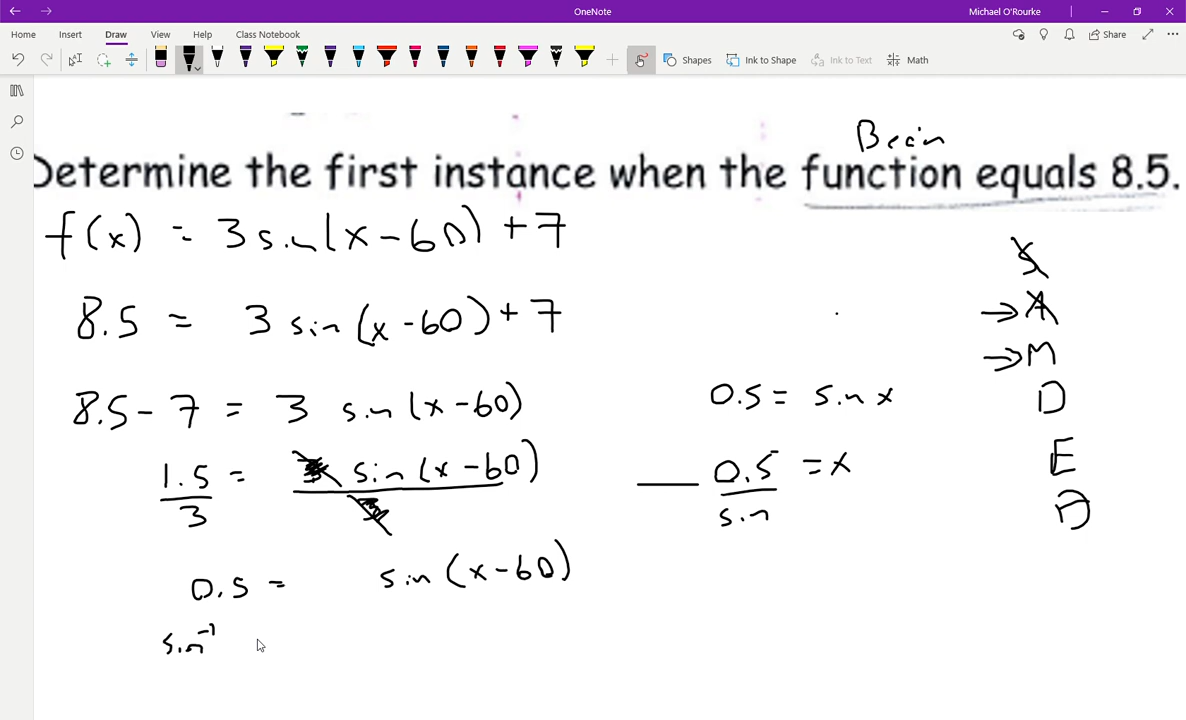 OneNote
Michael O'Rourke
Home Insert Draw View Help Class Notebook
Share
Shapes Ink to Shape Ink to Text Math
Determine the first instance when the function equals 8.5.
f(x) = 3 sin(x-60) + 7
8.5 = 3 sin(x-60) + 7
8.5 - 7 = 3 sin(x-60)
1.5/3 = 3 sin(x-60)/3
0.5 = sin(x-60)
sin⁻¹
0.5 = sin x
0.5/sin = x
S
→ A
→ M
D
E